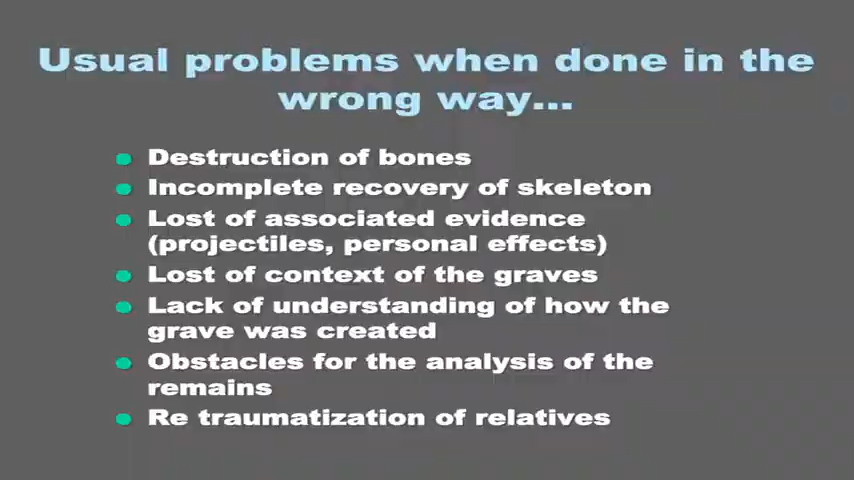 Usual problems when done in the
wrong way...
Destruction of bones
Incomplete recovery of skeleton
Lost of associated evidence
(projectiles, personal effects)
Lost of context of the graves
Lack of understanding of how the
grave was created
Obstacles for the analysis of the
remains
Re traumatization of relatives